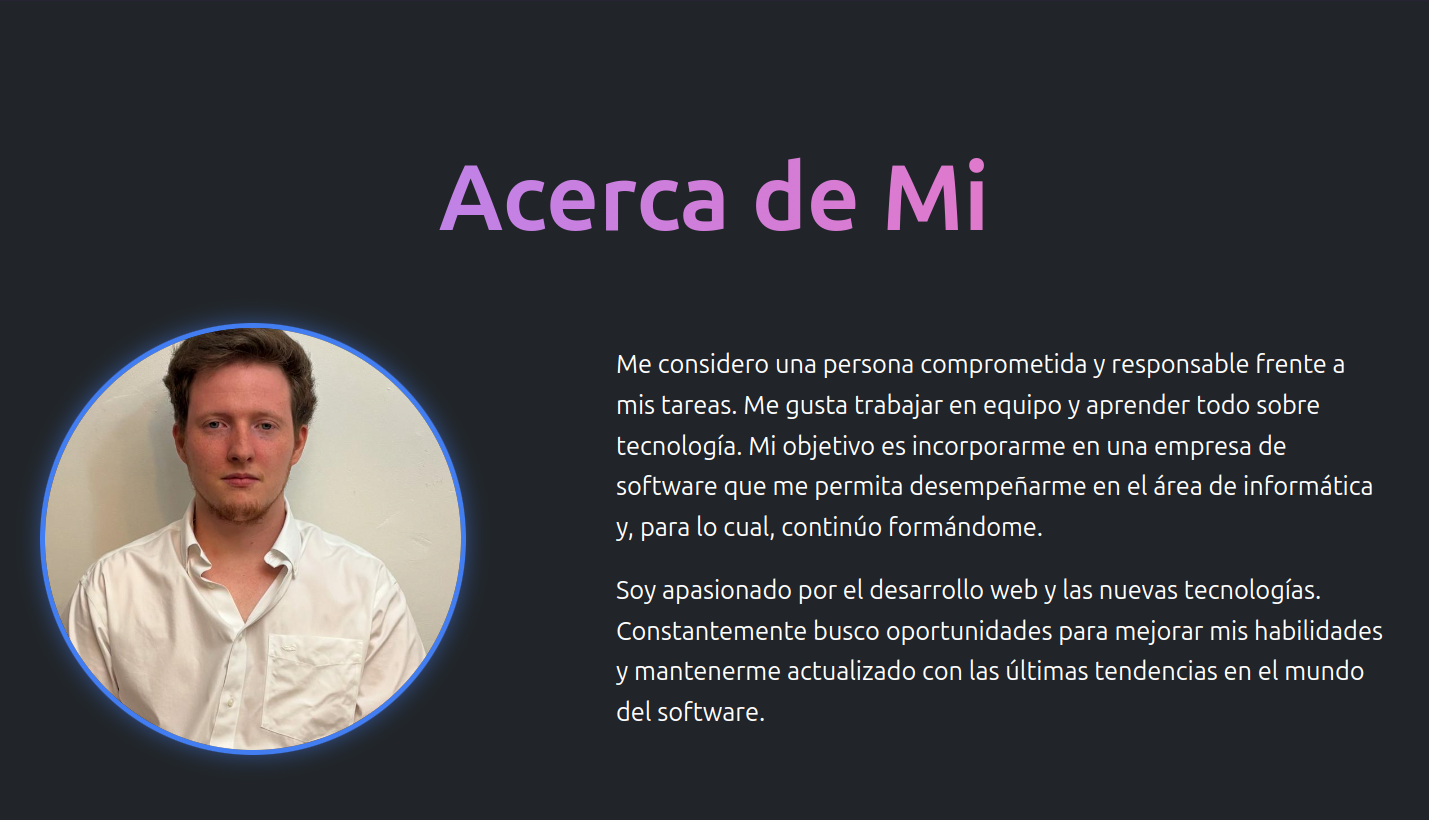 Acerca de Mi
Me considero una persona comprometida y responsable frente a
mis tareas. Me gusta trabajar en equipo y aprender todo sobre
tecnología. Mi objetivo es incorporarme en una empresa de
software que me permita desempeñarme en el área de informática
y, para lo cual, continúo formándome.
Soy apasionado por el desarrollo web y las nuevas tecnologías.
Constantemente busco oportunidades para mejorar mis habilidades
y mantenerme actualizado con las últimas tendencias en el mundo
del software.